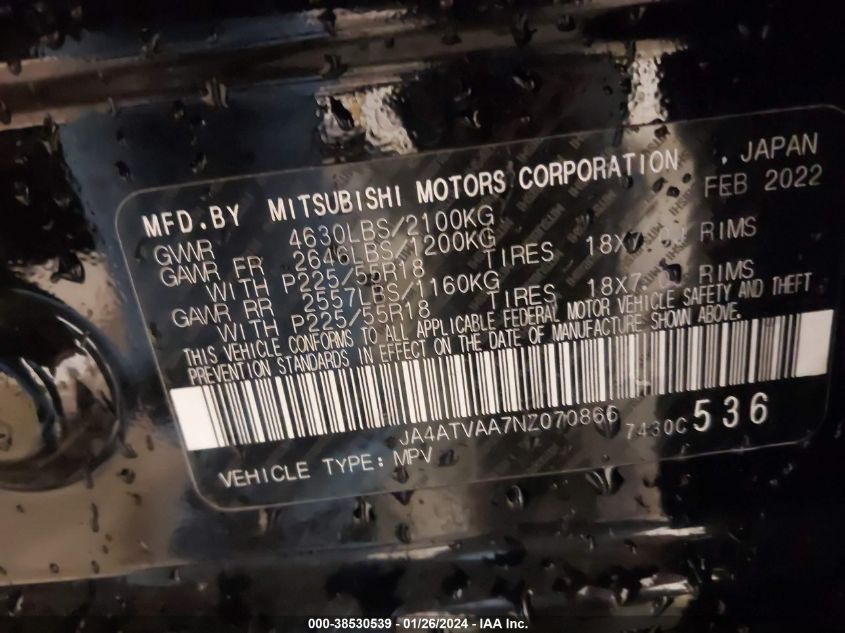 MFD.BY MITSUBISHI MOTORS CORPORATION , JAPAN
FEB 2022
GVWR 4630LBS/2100KG
GAWR FR 2646LBS/1200KG
WITH P225/55R18 TIRES 18X7 RIMS
GAWR RR 2557LBS/1160KG
WITH P225/55R18 TIRES 18X7. RIMS
THIS VEHICLE CONFORMS TO ALL APPLICABLE FEDERAL MOTOR VEHICLE SAFETY AND THEFT
PREVENTION STANDARDS IN EFFECT ON THE DATE OF MANUFACTURE SHOWN ABOVE.
JA4ATVAA7NZ070866 7430C 536
VEHICLE TYPE: MPV
000-38530539 - 01/26/2024 - IAA Inc.